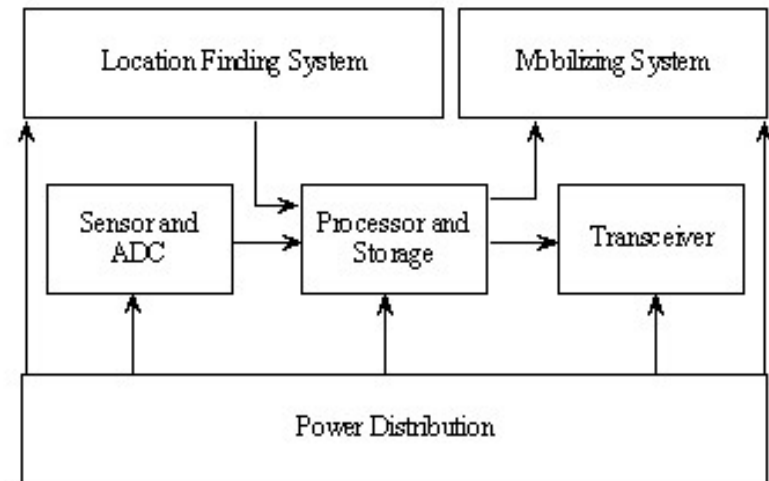 Location Finding System
Mobilizing System
Sensor and
ADC
Processor and
Storage
Transceiver
Power Distribution